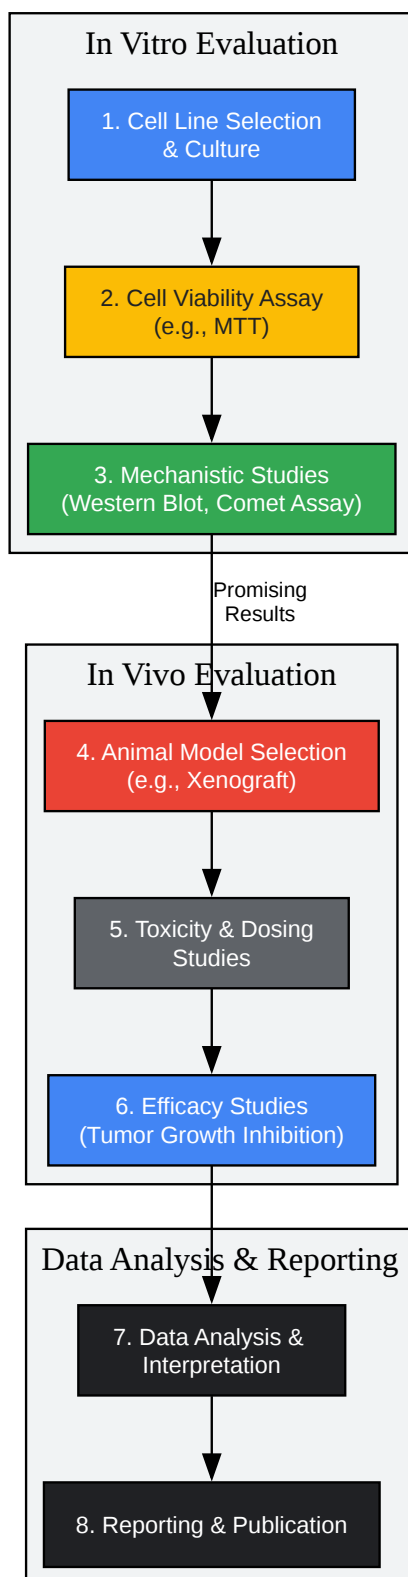 In Vitro Evaluation
1. Cell Line Selection
& Culture
2. Cell Viability Assay
(e.g., MTT)
3. Mechanistic Studies
(Western Blot, Comet Assay)
Promising
Results
In Vivo Evaluation
4. Animal Model Selection
(e.g., Xenograft)
5. Toxicity & Dosing
Studies
6. Efficacy Studies
(Tumor Growth Inhibition)
Data Analysis & Reporting
7. Data Analysis &
Interpretation
8. Reporting & Publication